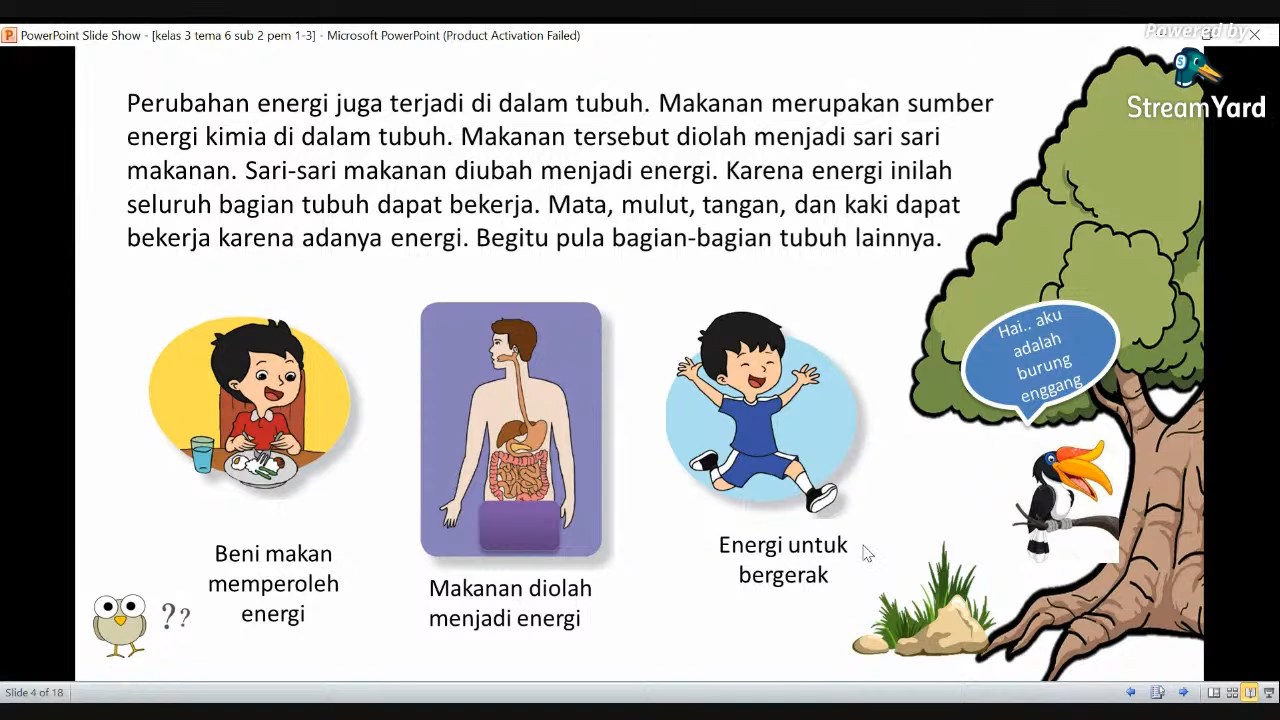 PowerPoint Slide Show - [kelas 3 tema 6 sub 2 pem 1-3] - Microsoft PowerPoint (Product Activation Failed)
Powered by
StreamYard
Perubahan energi juga terjadi di dalam tubuh. Makanan merupakan sumber
energi kimia di dalam tubuh. Makanan tersebut diolah menjadi sari sari
makanan. Sari-sari makanan diubah menjadi energi. Karena energi inilah
seluruh bagian tubuh dapat bekerja. Mata, mulut, tangan, dan kaki dapat
bekerja karena adanya energi. Begitu pula bagian-bagian tubuh lainnya.
Hai.. aku
adalah
burung
enggang
Beni makan
memperoleh
energi
Makanan diolah
menjadi energi
Energi untuk
bergerak
??
Slide 4 of 18